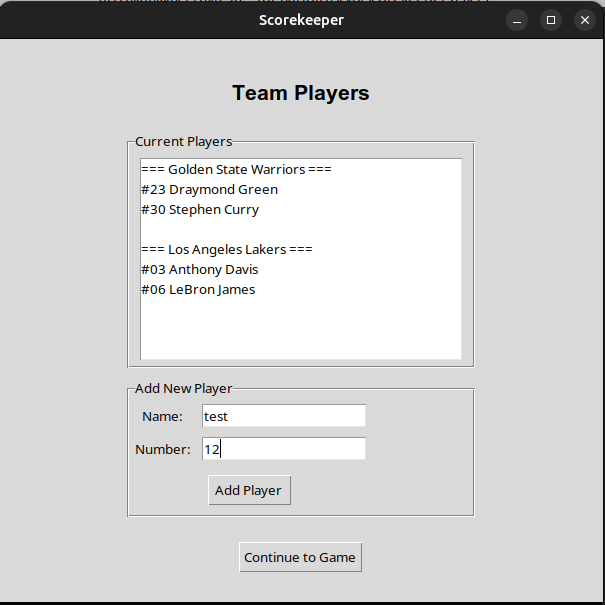 Scorekeeper
Team Players
Current Players
=== Golden State Warriors ===
#23 Draymond Green
#30 Stephen Curry
=== Los Angeles Lakers ===
#03 Anthony Davis
#06 LeBron James
Add New Player
Name: test
Number: 12
Add Player
Continue to Game